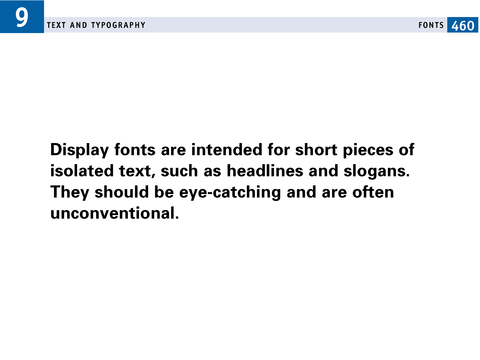 9
TEXT AND TYPOGRAPHY
FONTS 460
Display fonts are intended for short pieces of
isolated text, such as headlines and slogans.
They should be eye-catching and are often
unconventional.